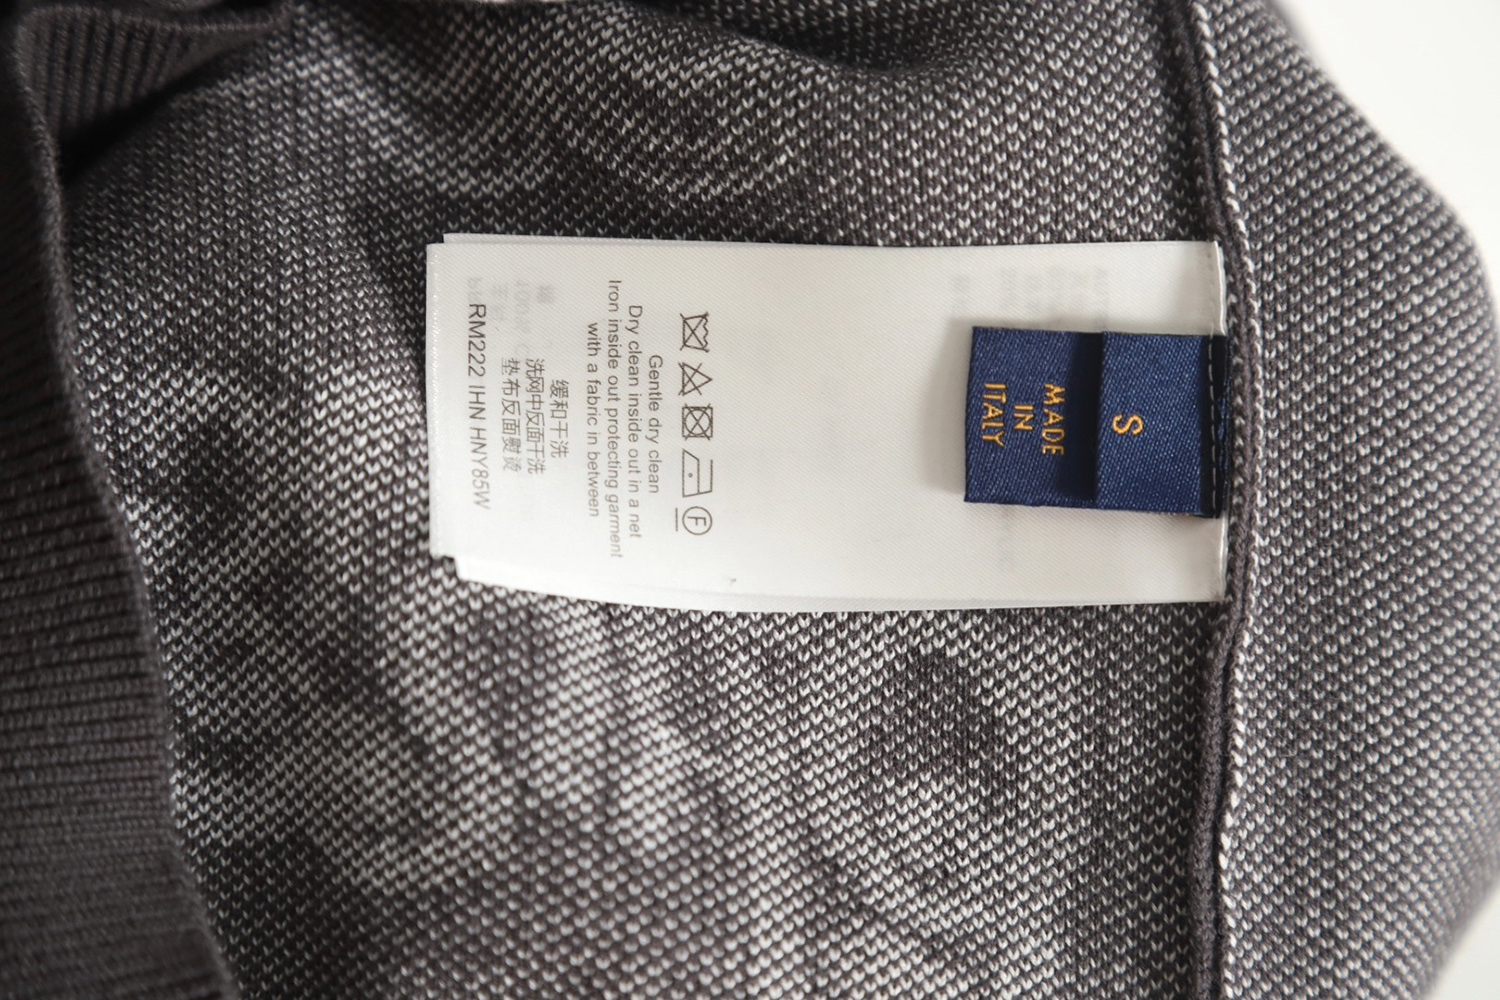 S
MADE
IN
ITALY
F
Gentle dry clean
Dry clean inside out in a net
Iron inside out protecting garment
with a fabric in between
缓和干洗
洗网中反面干洗
垫布反面熨烫
RM222 IHN HNY85W